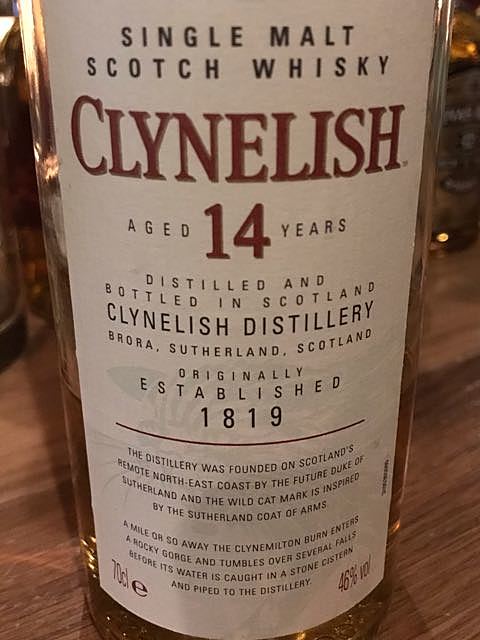 SINGLE MALT
SCOTCH WHISKY
CLYNELISH
AGED 14 YEARS
DISTILLED AND
BOTTLED IN SCOTLAND
CLYNELISH DISTILLERY
BRORA, SUTHERLAND, SCOTLAND
ORIGINALLY
ESTABLISHED
1819
THE DISTILLERY WAS FOUNDED ON SCOTLAND'S
REMOTE NORTH-EAST COAST BY THE FUTURE DUKE OF
SUTHERLAND AND THE WILD CAT MARK IS INSPIRED
BY THE SUTHERLAND COAT OF ARMS.
A MILE OR SO AWAY THE CLYNEMILTON BURN ENTERS
A ROCKY GORGE AND TUMBLES OVER SEVERAL FALLS
BEFORE ITS WATER IS CAUGHT IN A STONE CISTERN
AND PIPED TO THE DISTILLERY.
70cl e
46% vol